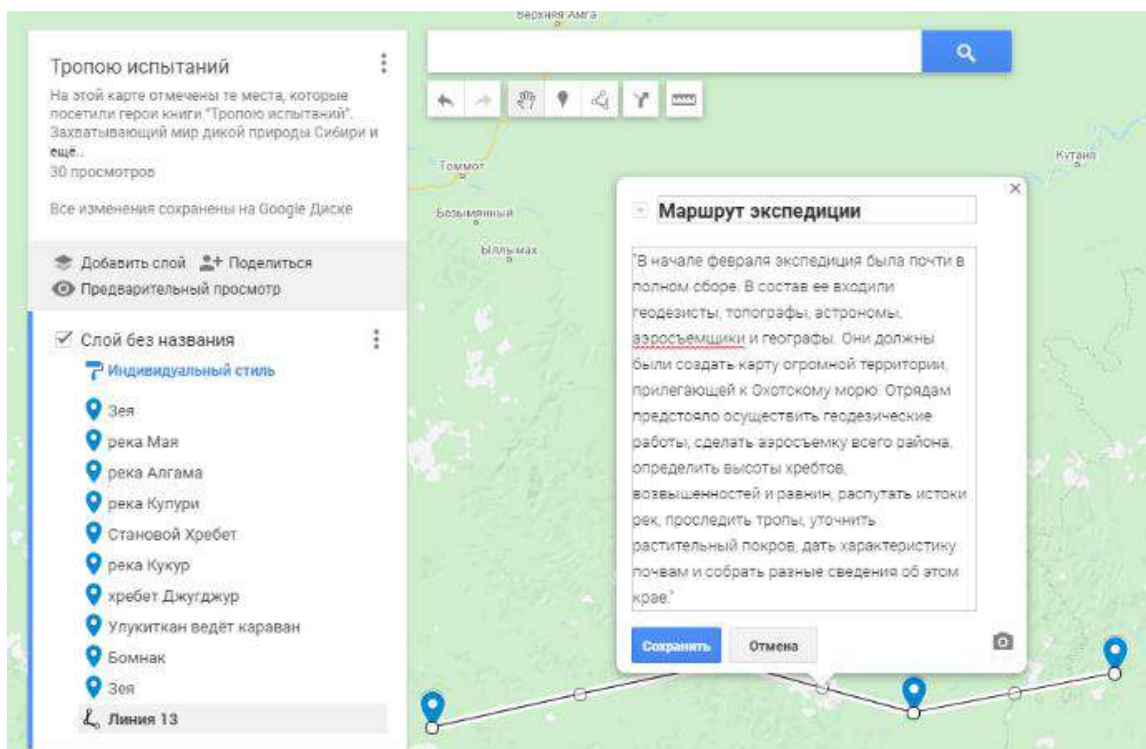 Верхняя Амга
Тропою испытаний
На этой карте отмечены те места, которые
посетили герои книги "Тропою испытаний".
Захватывающий мир дикой природы Сибири и
ещё..
30 просмотров
Все изменения сохранены на Google Диске
Добавить слой Поделиться
Предварительный просмотр
Слой без названия
Индивидуальный стиль
Зея
река Мая
река Алгама
река Купури
Становой Хребет
река Кукур
хребет Джугджур
Улукиткан ведёт караван
Бомнак
Зея
Линия 13
Томмот
Безымянный
Ыллымах
Кутана
Маршрут экспедиции
"В начале февраля экспедиция была почти в
полном сборе. В состав ее входили
геодезисты, топографы, астрономы,
аэросъемщики и географы. Они должны
были создать карту огромной территории,
прилегающей к Охотскому морю. Отрядам
предстояло осуществить геодезические
работы, сделать аэросъемку всего района,
определить высоты хребтов,
возвышенностей и равнин, распутать истоки
рек, проследить тропы, уточнить
растительный покров, дать характеристику
почвам и собрать разные сведения об этом
крае."
Сохранить Отмена